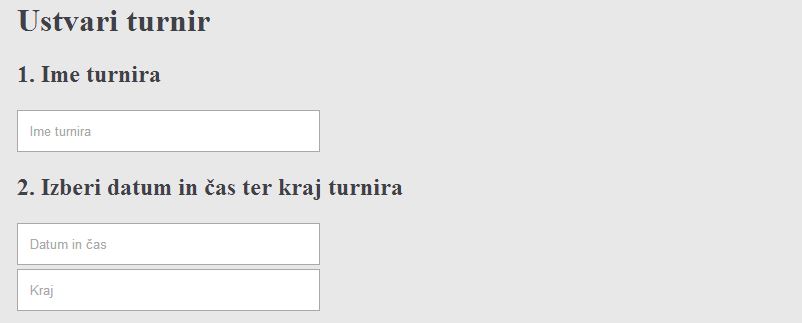 Ustvari turnir
1. Ime turnira
Ime turnira
2. Izberi datum in čas ter kraj turnira
Datum in čas
Kraj